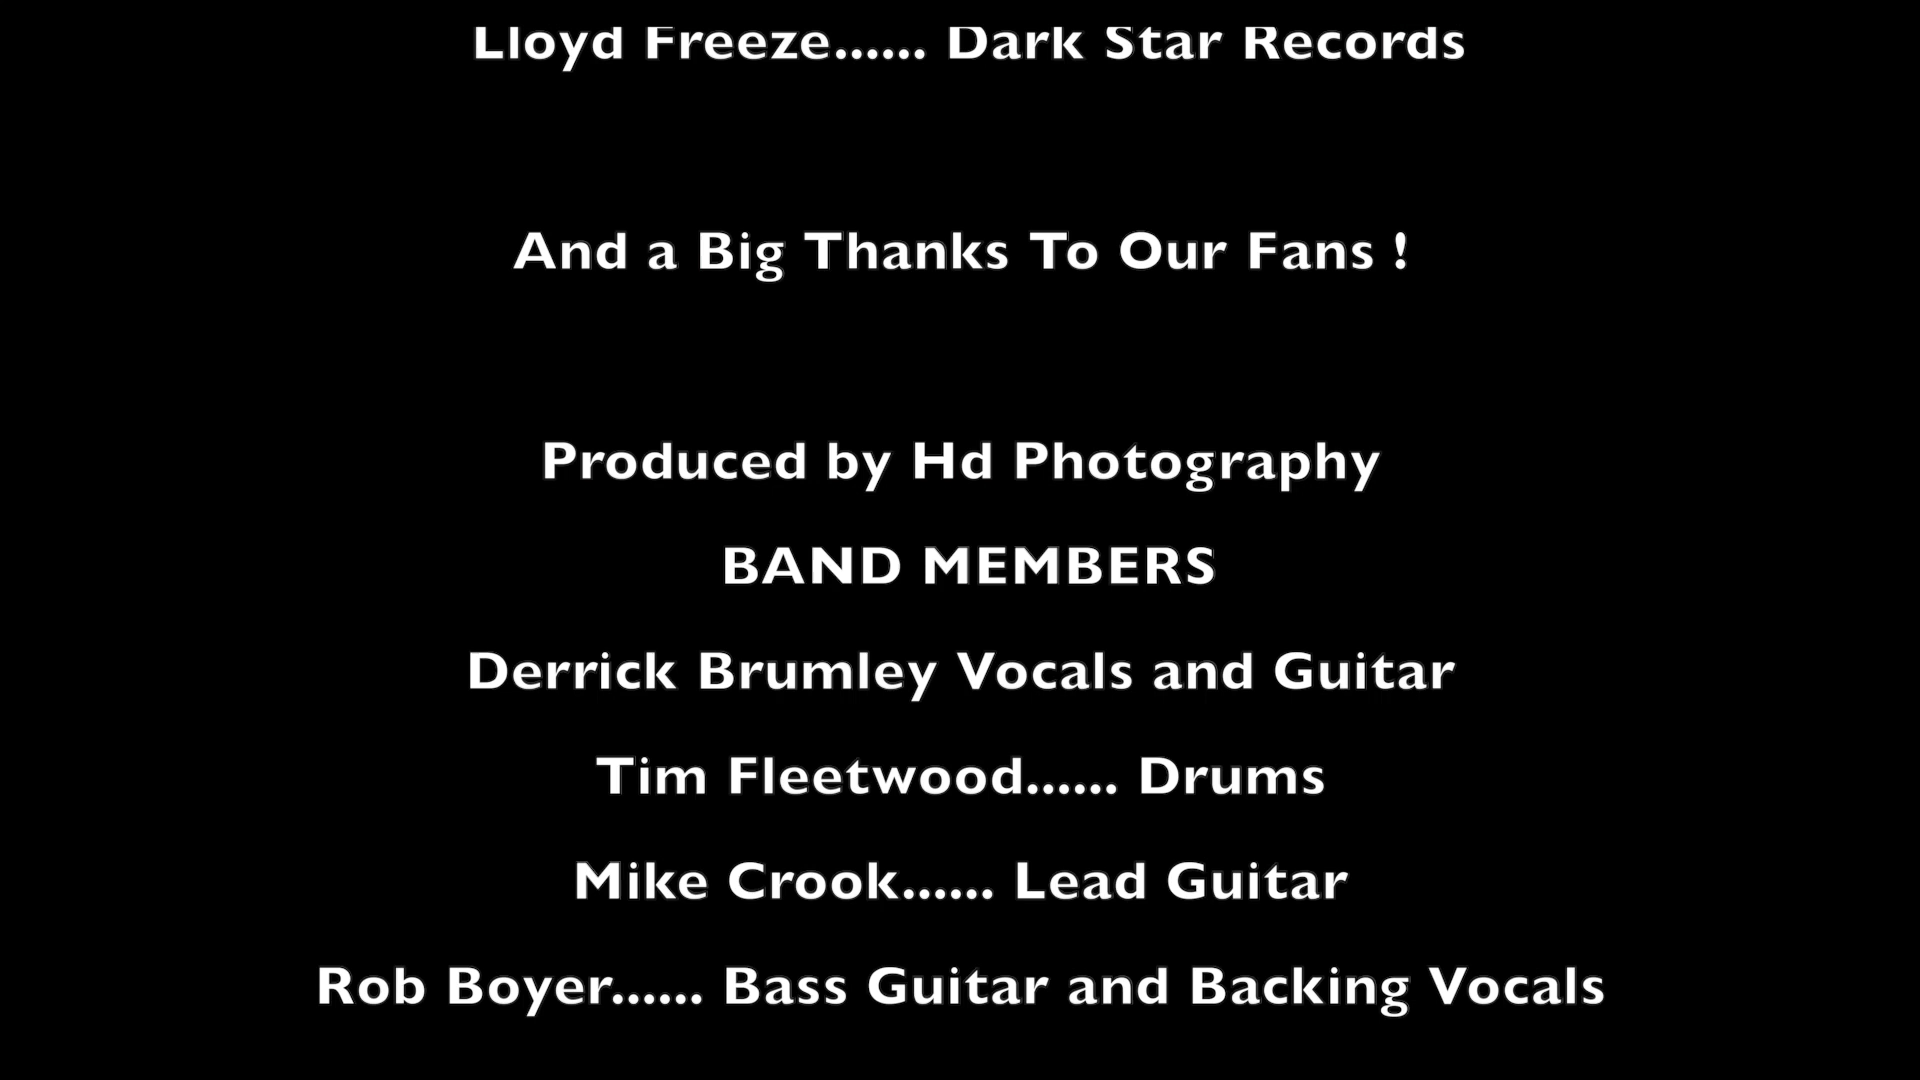 Lloyd Freeze...... Dark Star Records
And a Big Thanks To Our Fans !
Produced by Hd Photography
BAND MEMBERS
Derrick Brumley Vocals and Guitar
Tim Fleetwood...... Drums
Mike Crook...... Lead Guitar
Rob Boyer...... Bass Guitar and Backing Vocals